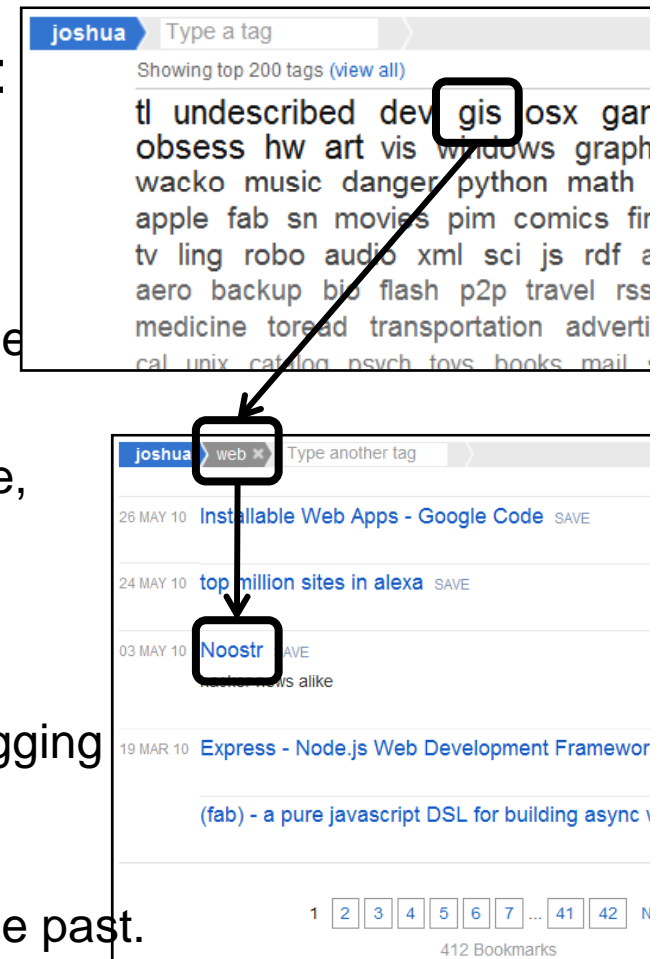 joshua Type a tag
:
Showing top 200 tags (view all)
tl undescribed dev gis osx
obsess hw art vis windows
wacko music danger python math
apple fab sn movies pim comics
tv ling robo audio xml sci js rdf
aero backup bio flash p2p travel rss
medicine toread transportation
cal unix catalog psych toys books mail
joshua web × Type another tag
26 MAY 10 Installable Web Apps - Google Code SAVE
24 MAY 10 top million sites in alexa SAVE
03 MAY 10 Noostr SAVE
hacker news alike
gging
19 MAR 10 Express - Node.js Web Development
(fab) - a pure javascript DSL for building async
e past.
1 2 3 4 5 6 7 ... 41 42
412 Bookmarks